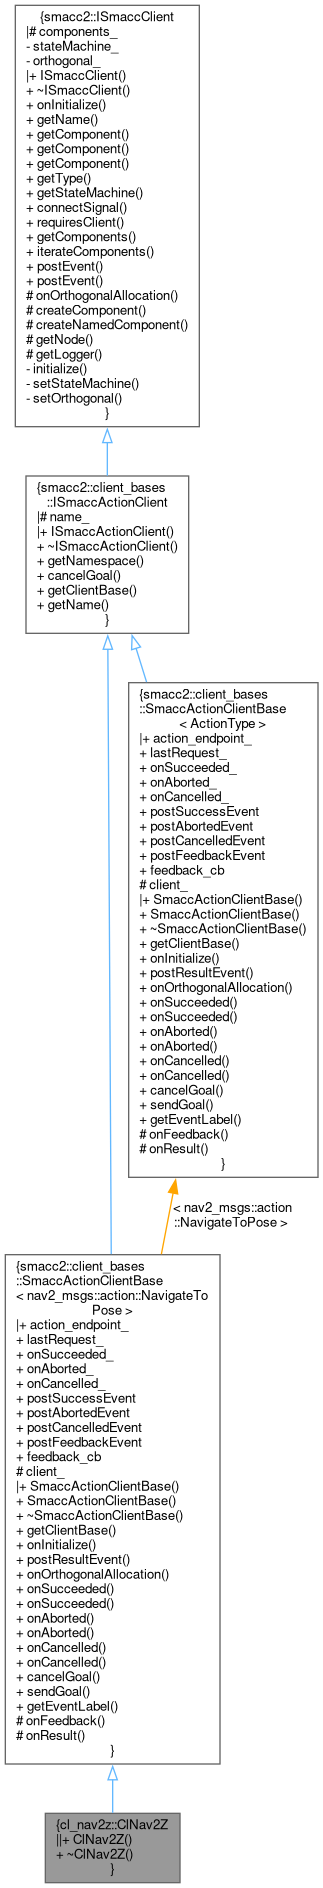 {smacc2::ISmaccClient
|# components_
- stateMachine_
- orthogonal_
|+ ISmaccClient()
+ ~ISmaccClient()
+ onInitialize()
+ getName()
+ getComponent()
+ getComponent()
+ getComponent()
+ getType()
+ getStateMachine()
+ connectSignal()
+ requiresClient()
+ getComponents()
+ iterateComponents()
+ postEvent()
+ postEvent()
# onOrthogonalAllocation()
# createComponent()
# createNamedComponent()
# getNode()
# getLogger()
- initialize()
- setStateMachine()
- setOrthogonal()
}
{smacc2::client_bases
::ISmaccActionClient
|# name_
|+ ISmaccActionClient()
+ ~ISmaccActionClient()
+ getNamespace()
+ cancelGoal()
+ getClientBase()
+ getName()
}
{smacc2::client_bases
::SmaccActionClientBase
< ActionType >
|+ action_endpoint_
+ lastRequest_
+ onSucceeded_
+ onAborted_
+ onCancelled_
+ postSuccessEvent
+ postAbortedEvent
+ postCancelledEvent
+ postFeedbackEvent
+ feedback_cb
# client_
|+ SmaccActionClientBase()
+ SmaccActionClientBase()
+ ~SmaccActionClientBase()
+ getClientBase()
+ onInitialize()
+ postResultEvent()
+ onOrthogonalAllocation()
+ onSucceeded()
+ onSucceeded()
+ onAborted()
+ onAborted()
+ onCancelled()
+ onCancelled()
+ cancelGoal()
+ sendGoal()
+ getEventLabel()
# onFeedback()
# onResult()
}
< nav2_msgs::action
::NavigateToPose >
{smacc2::client_bases
::SmaccActionClientBase
< nav2_msgs::action::NavigateTo
Pose >
|+ action_endpoint_
+ lastRequest_
+ onSucceeded_
+ onAborted_
+ onCancelled_
+ postSuccessEvent
+ postAbortedEvent
+ postCancelledEvent
+ postFeedbackEvent
+ feedback_cb
# client_
|+ SmaccActionClientBase()
+ SmaccActionClientBase()
+ ~SmaccActionClientBase()
+ getClientBase()
+ onInitialize()
+ postResultEvent()
+ onOrthogonalAllocation()
+ onSucceeded()
+ onSucceeded()
+ onAborted()
+ onAborted()
+ onCancelled()
+ onCancelled()
+ cancelGoal()
+ sendGoal()
+ getEventLabel()
# onFeedback()
# onResult()
}
{cl_nav2z::ClNav2Z
||+ ClNav2Z()
+ ~ClNav2Z()
}